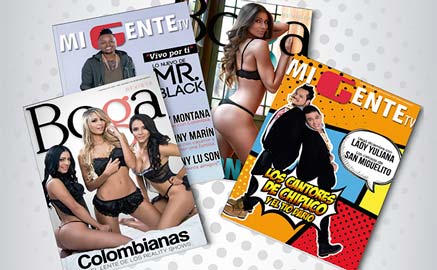 MI GENTE TV
"Vivo por ti"
LO NUEVO DE
MR.
BLACK
MONTANA
NY MARÍN
NY LU SON
Boga
Colombianas
EL LENTE DE LOS REALITY SHOWS
Boga
MI GENTE TV
LADY YULIANA
SAN MIGUELITO
LOS CANTORES
DE CHIPUCO
Y EL TÍO DARIO